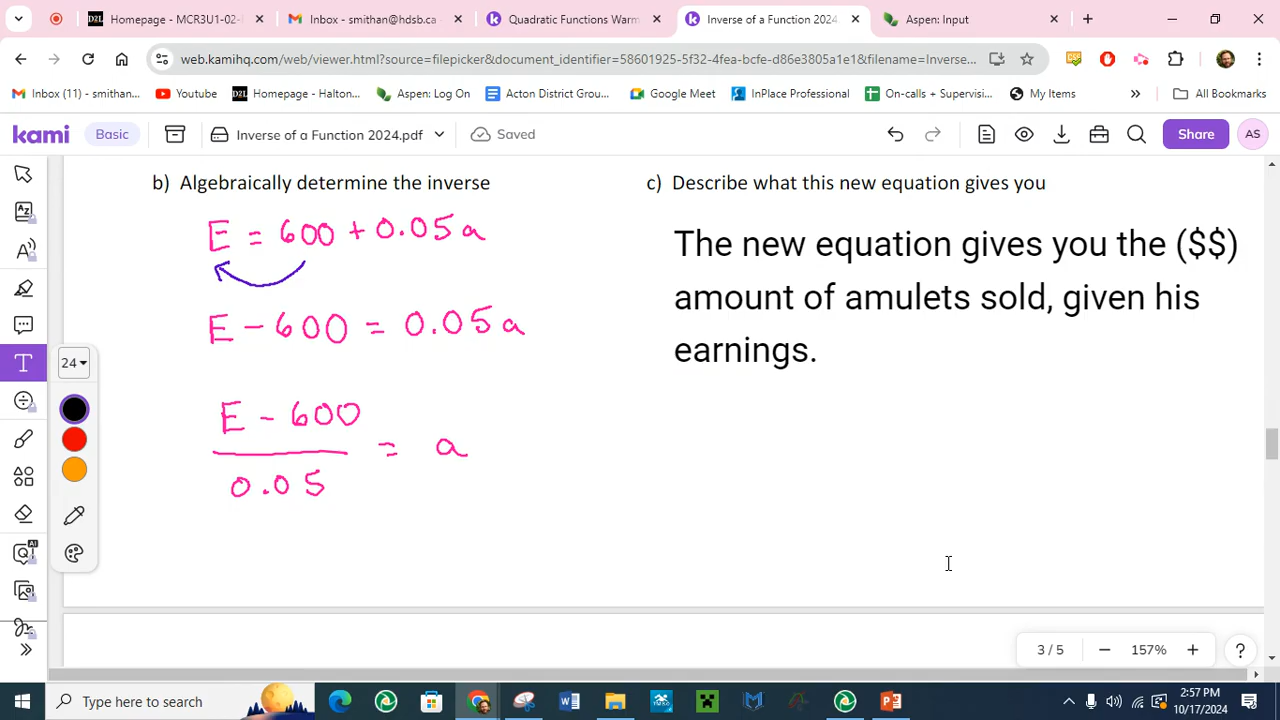 Homepage - MCR3U1-02-
Inbox - smithan@hdsb.ca -
Quadratic Functions Warm
Inverse of a Function 2024.
Aspen: Input
web.kamihq.com/web/viewer.html?source=filepicker&document_identifier=58601925-5f32-4fea-bcfe-d86e3805a1e1&filename=Inverse...
Inbox (11) - smithan...
Youtube
Homepage - Halton...
Aspen: Log On
Acton District Grou...
Google Meet
InPlace Professional
On-calls + Supervisi...
My Items
All Bookmarks
kami
Basic
Inverse of a Function 2024.pdf
Saved
Share
AS
b) Algebraically determine the inverse
E = 600 + 0.05a
E - 600 = 0.05a
E - 600
0.05
= a
c) Describe what this new equation gives you
The new equation gives you the ($$)
amount of amulets sold, given his
earnings.
24
3 / 5
157%
Type here to search
2:57 PM
10/17/2024